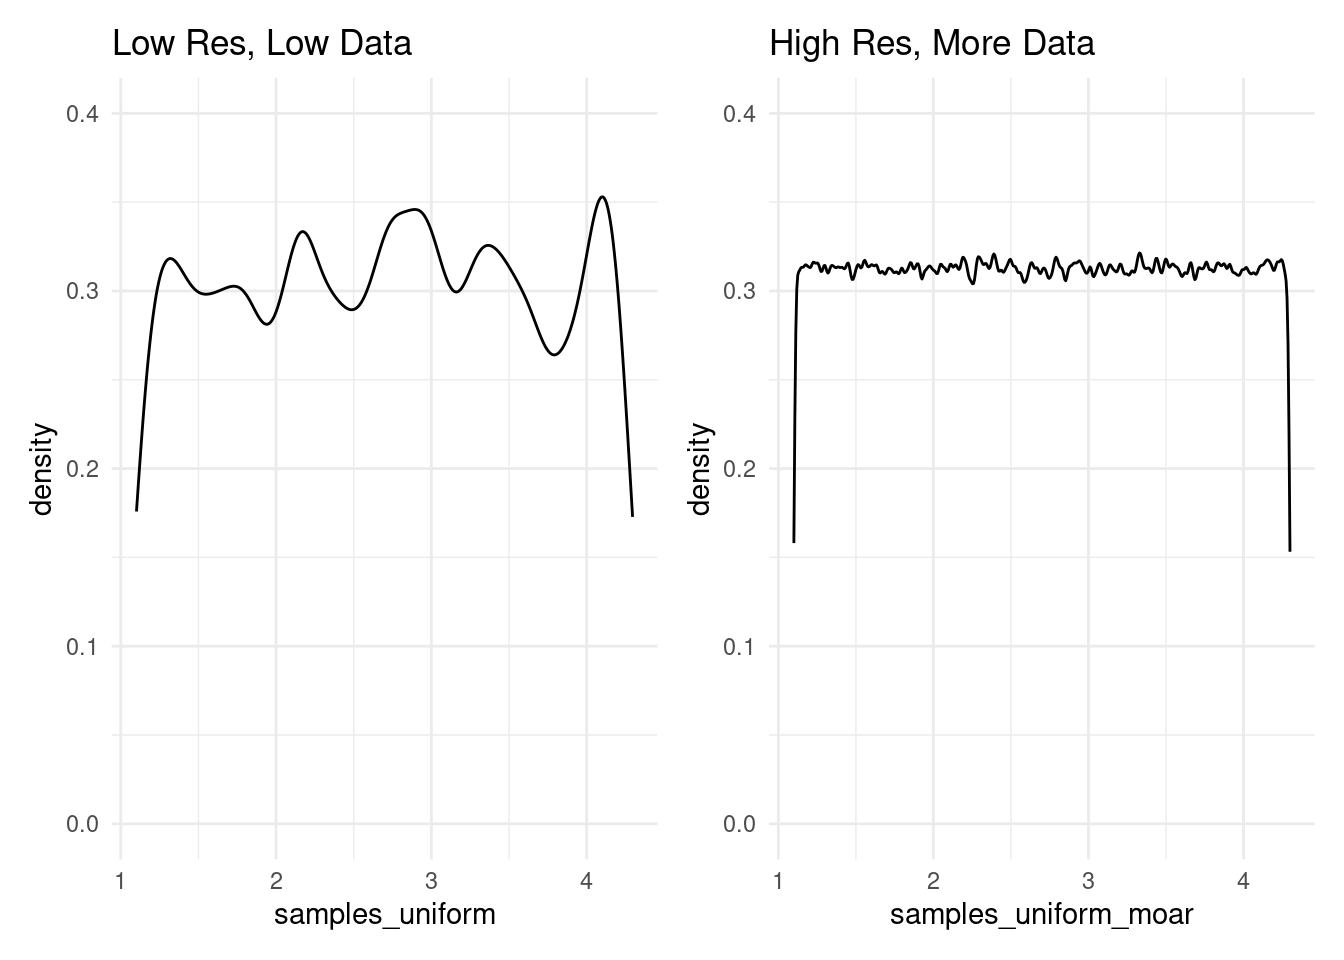 Low Res, Low Data
0.4
0.3
0.2
0.1
0.0
density
1 2 3 4
samples_uniform
High Res, More Data
0.4
0.3
0.2
0.1
0.0
density
1 2 3 4
samples_uniform_moar